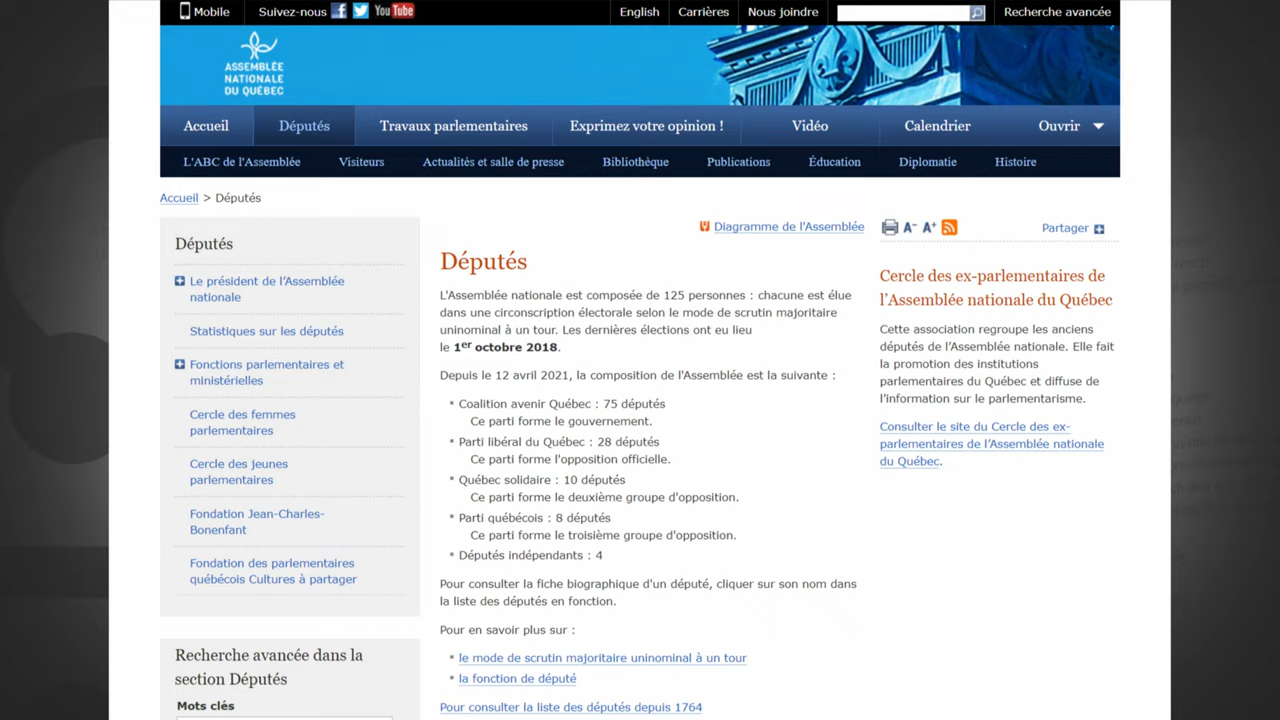 Mobile
Suivez-nous
You Tube
English
Carrières
Nous joindre
Recherche avancée
ASSEMBLÉE
NATIONALE
DU QUÉBEC
Accueil
Députés
Travaux parlementaires
Exprimez votre opinion !
Vidéo
Calendrier
Ouvrir
L'ABC de l'Assemblée
Visiteurs
Actualités et salle de presse
Bibliothèque
Publications
Éducation
Diplomatie
Histoire
Accueil > Députés
Députés
Le président de l’Assemblée
nationale
Statistiques sur les députés
Fonctions parlementaires et
ministérielles
Cercle des femmes
parlementaires
Cercle des jeunes
parlementaires
Fondation Jean-Charles-
Bonenfant
Fondation des parlementaires
québécois Cultures à partager
Recherche avancée dans la
section Députés
Mots clés
Diagramme de l'Assemblée
Députés
L'Assemblée nationale est composée de 125 personnes : chacune est élue
dans une circonscription électorale selon le mode de scrutin majoritaire
uninominal à un tour. Les dernières élections ont eu lieu
le 1er octobre 2018.
Depuis le 12 avril 2021, la composition de l'Assemblée est la suivante :
Coalition avenir Québec : 75 députés
Ce parti forme le gouvernement.
Parti libéral du Québec : 28 députés
Ce parti forme l'opposition officielle.
Québec solidaire : 10 députés
Ce parti forme le deuxième groupe d'opposition.
Parti québécois : 8 députés
Ce parti forme le troisième groupe d'opposition.
Députés indépendants : 4
Pour consulter la fiche biographique d'un député, cliquer sur son nom dans
la liste des députés en fonction.
Pour en savoir plus sur :
le mode de scrutin majoritaire uninominal à un tour
la fonction de député
Pour consulter la liste des députés depuis 1764
A- A+
Partager
Cercle des ex-parlementaires de
l’Assemblée nationale du Québec
Cette association regroupe les anciens
députés de l’Assemblée nationale. Elle fait
la promotion des institutions
parlementaires du Québec et diffuse de
l’information sur le parlementarisme.
Consulter le site du Cercle des ex-
parlementaires de l’Assemblée nationale
du Québec.